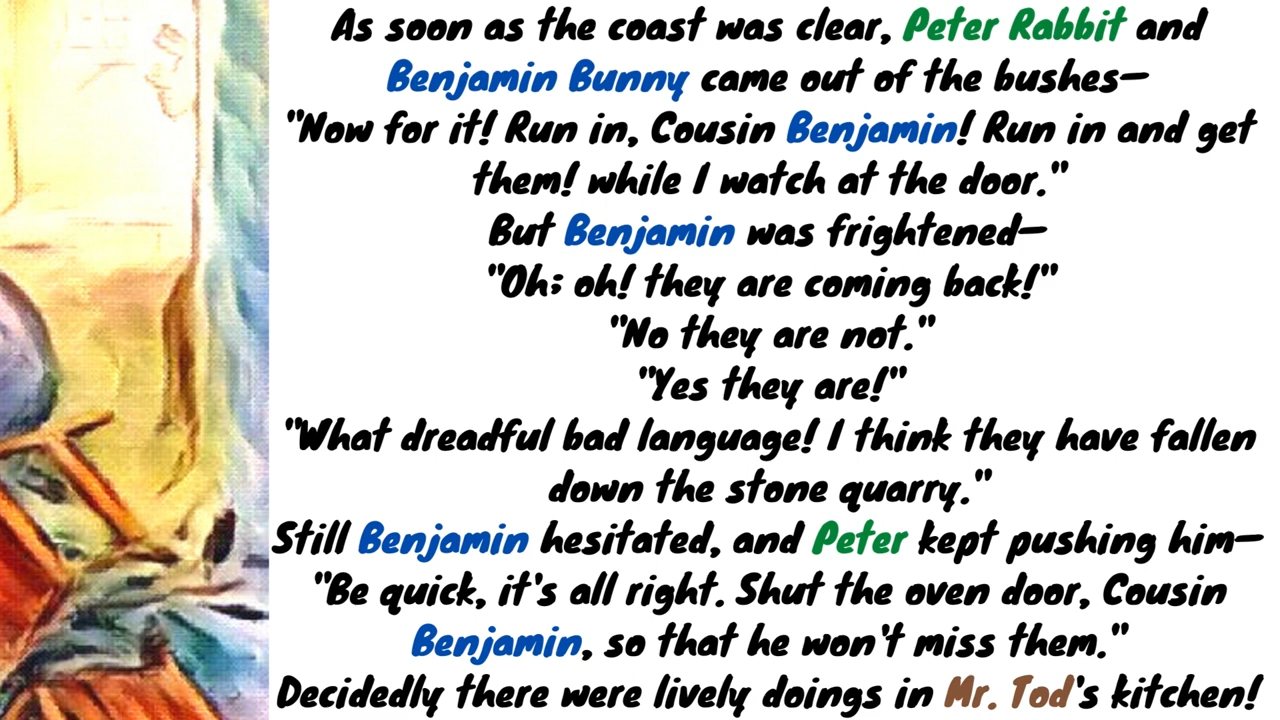 As soon as the coast was clear, Peter Rabbit and
Benjamin Bunny came out of the bushes—
"Now for it! Run in, Cousin Benjamin! Run in and get
them! while I watch at the door."
But Benjamin was frightened—
"Oh; oh! they are coming back!"
"No they are not."
"Yes they are!"
"What dreadful bad language! I think they have fallen
down the stone quarry."
Still Benjamin hesitated, and Peter kept pushing him—
"Be quick, it's all right. Shut the oven door, Cousin
Benjamin, so that he won't miss them."
Decidedly there were lively doings in Mr. Tod's kitchen!